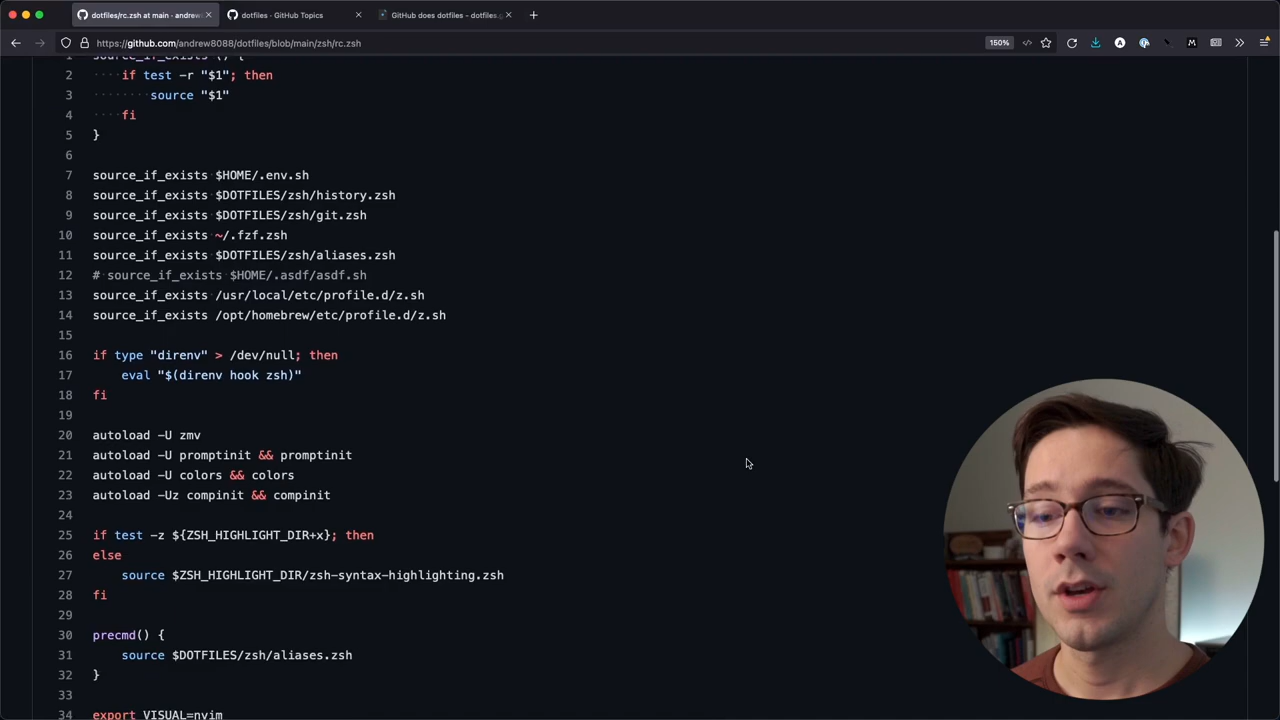 dotfiles/rc.zsh at main · andrew
dotfiles · GitHub Topics
GitHub does dotfiles - dotfiles.g
https://github.com/andrew8088/dotfiles/blob/main/zsh/rc.zsh
150%
1 source_if_exists () {
2 if test -r "$1"; then
3 source "$1"
4 fi
5 }
6
7 source_if_exists $HOME/.env.sh
8 source_if_exists $DOTFILES/zsh/history.zsh
9 source_if_exists $DOTFILES/zsh/git.zsh
10 source_if_exists ~/.fzf.zsh
11 source_if_exists $DOTFILES/zsh/aliases.zsh
12 # source_if_exists $HOME/.asdf/asdf.sh
13 source_if_exists /usr/local/etc/profile.d/z.sh
14 source_if_exists /opt/homebrew/etc/profile.d/z.sh
15
16 if type "direnv" > /dev/null; then
17 eval "$(direnv hook zsh)"
18 fi
19
20 autoload -U zmv
21 autoload -U promptinit && promptinit
22 autoload -U colors && colors
23 autoload -Uz compinit && compinit
24
25 if test -z ${ZSH_HIGHLIGHT_DIR+x}; then
26 else
27 source $ZSH_HIGHLIGHT_DIR/zsh-syntax-highlighting.zsh
28 fi
29
30 precmd() {
31 source $DOTFILES/zsh/aliases.zsh
32 }
33
34 export VISUAL=nvim